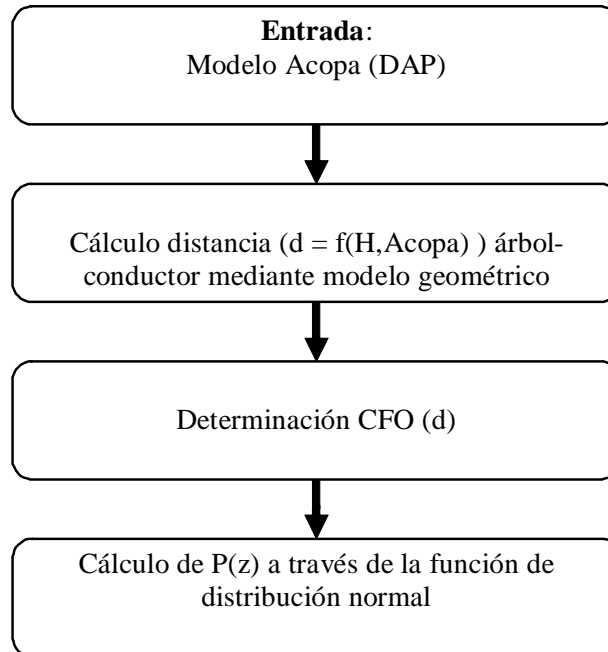 Entrada:
Modelo Acopa (DAP)
Cálculo distancia (d = f(H,Acopa) ) árbol-
conductor mediante modelo geométrico
Determinación CFO (d)
Cálculo de P(z) a través de la función de
distribución normal